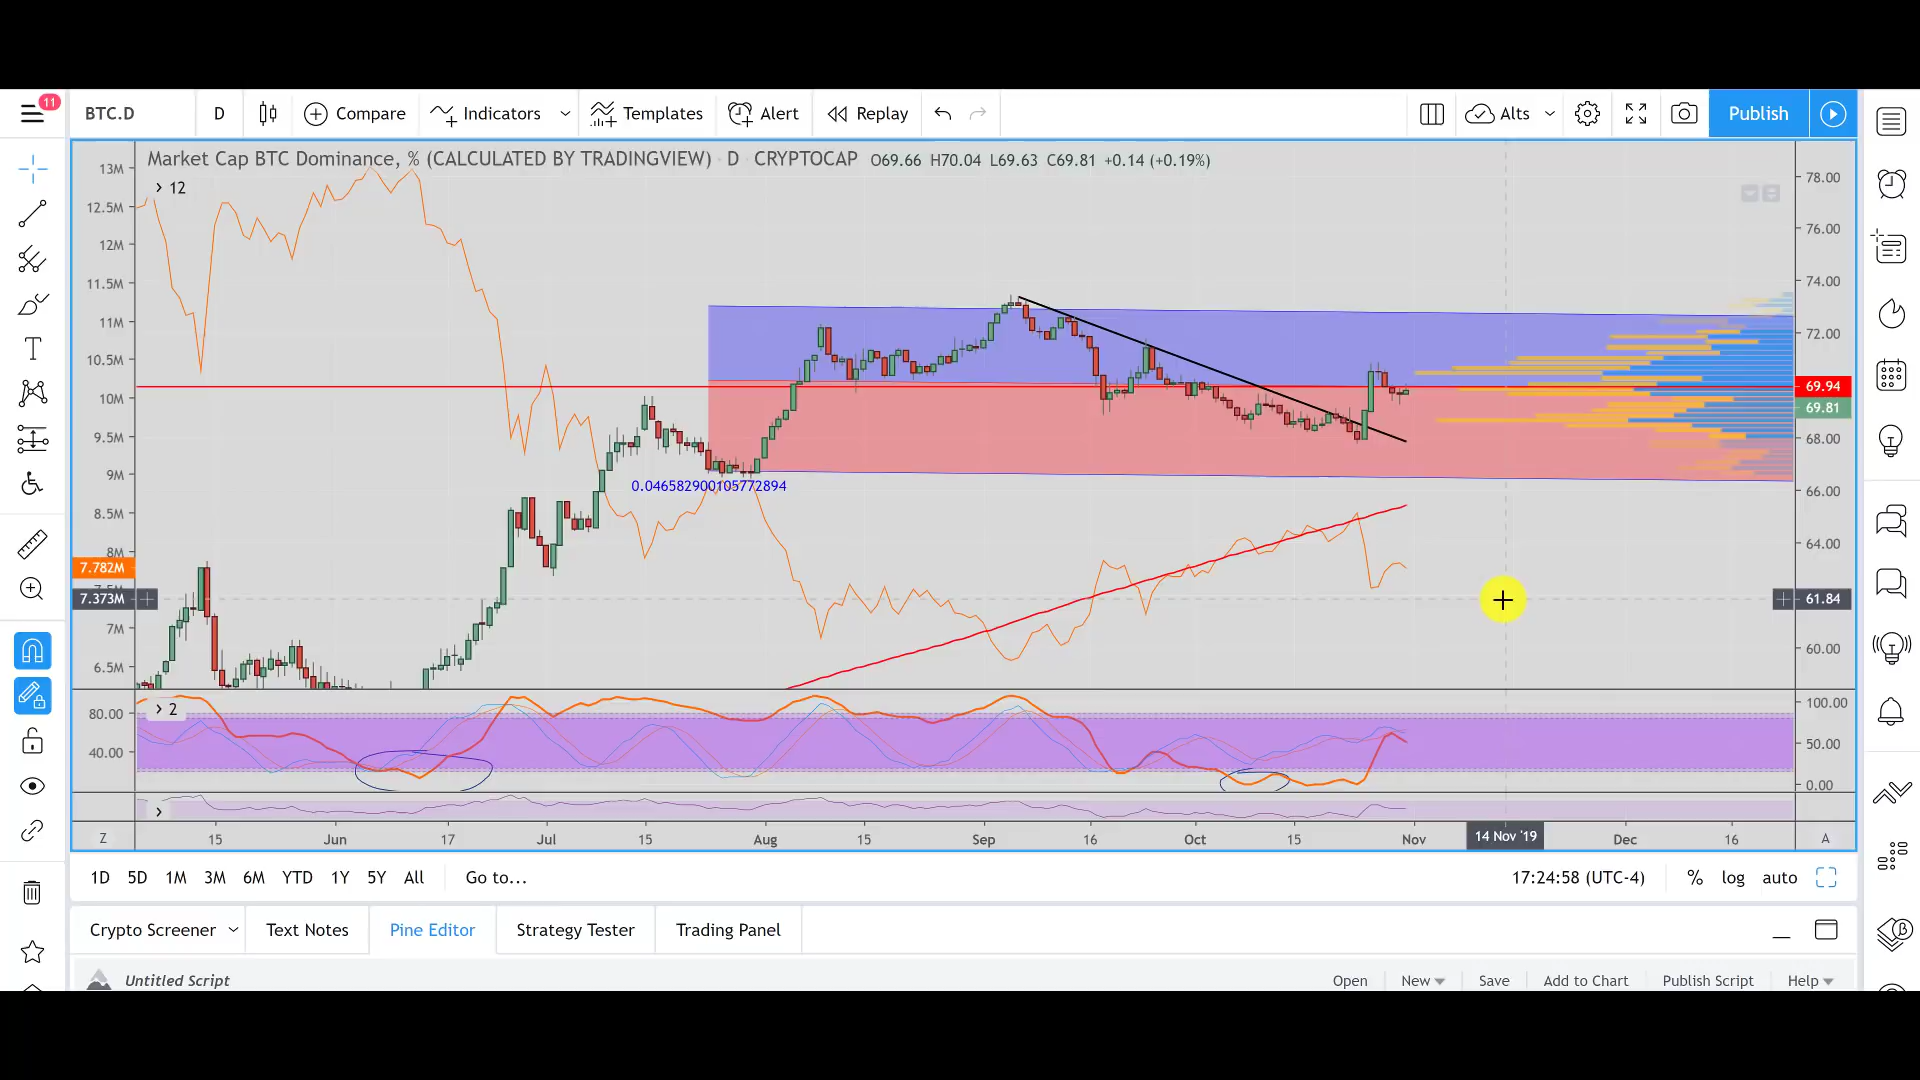 11
BTC.D D Compare Indicators Templates Alert Replay Alts Publish
Market Cap BTC Dominance, % (CALCULATED BY TRADINGVIEW) · D · CRYPTOCAP O69.66 H70.04 L69.63 C69.81 +0.14 (+0.19%)
12
13M
12.5M
12M
11.5M
11M
10.5M
10M
9.5M
9M
8.5M
8M
7.782M
7.373M
7M
6.5M
0.046582900105772894
78.00
76.00
74.00
72.00
69.94
69.81
68.00
66.00
64.00
61.84
60.00
2
80.00
40.00
100.00
50.00
0.00
Z 15 Jun 17 Jul 15 Aug 15 Sep 16 Oct 15 Nov 14 Nov '19 Dec 16 A
1D 5D 1M 3M 6M YTD 1Y 5Y All Go to... 17:24:58 (UTC-4) % log auto
Crypto Screener Text Notes Pine Editor Strategy Tester Trading Panel
Untitled Script Open New Save Add to Chart Publish Script Help